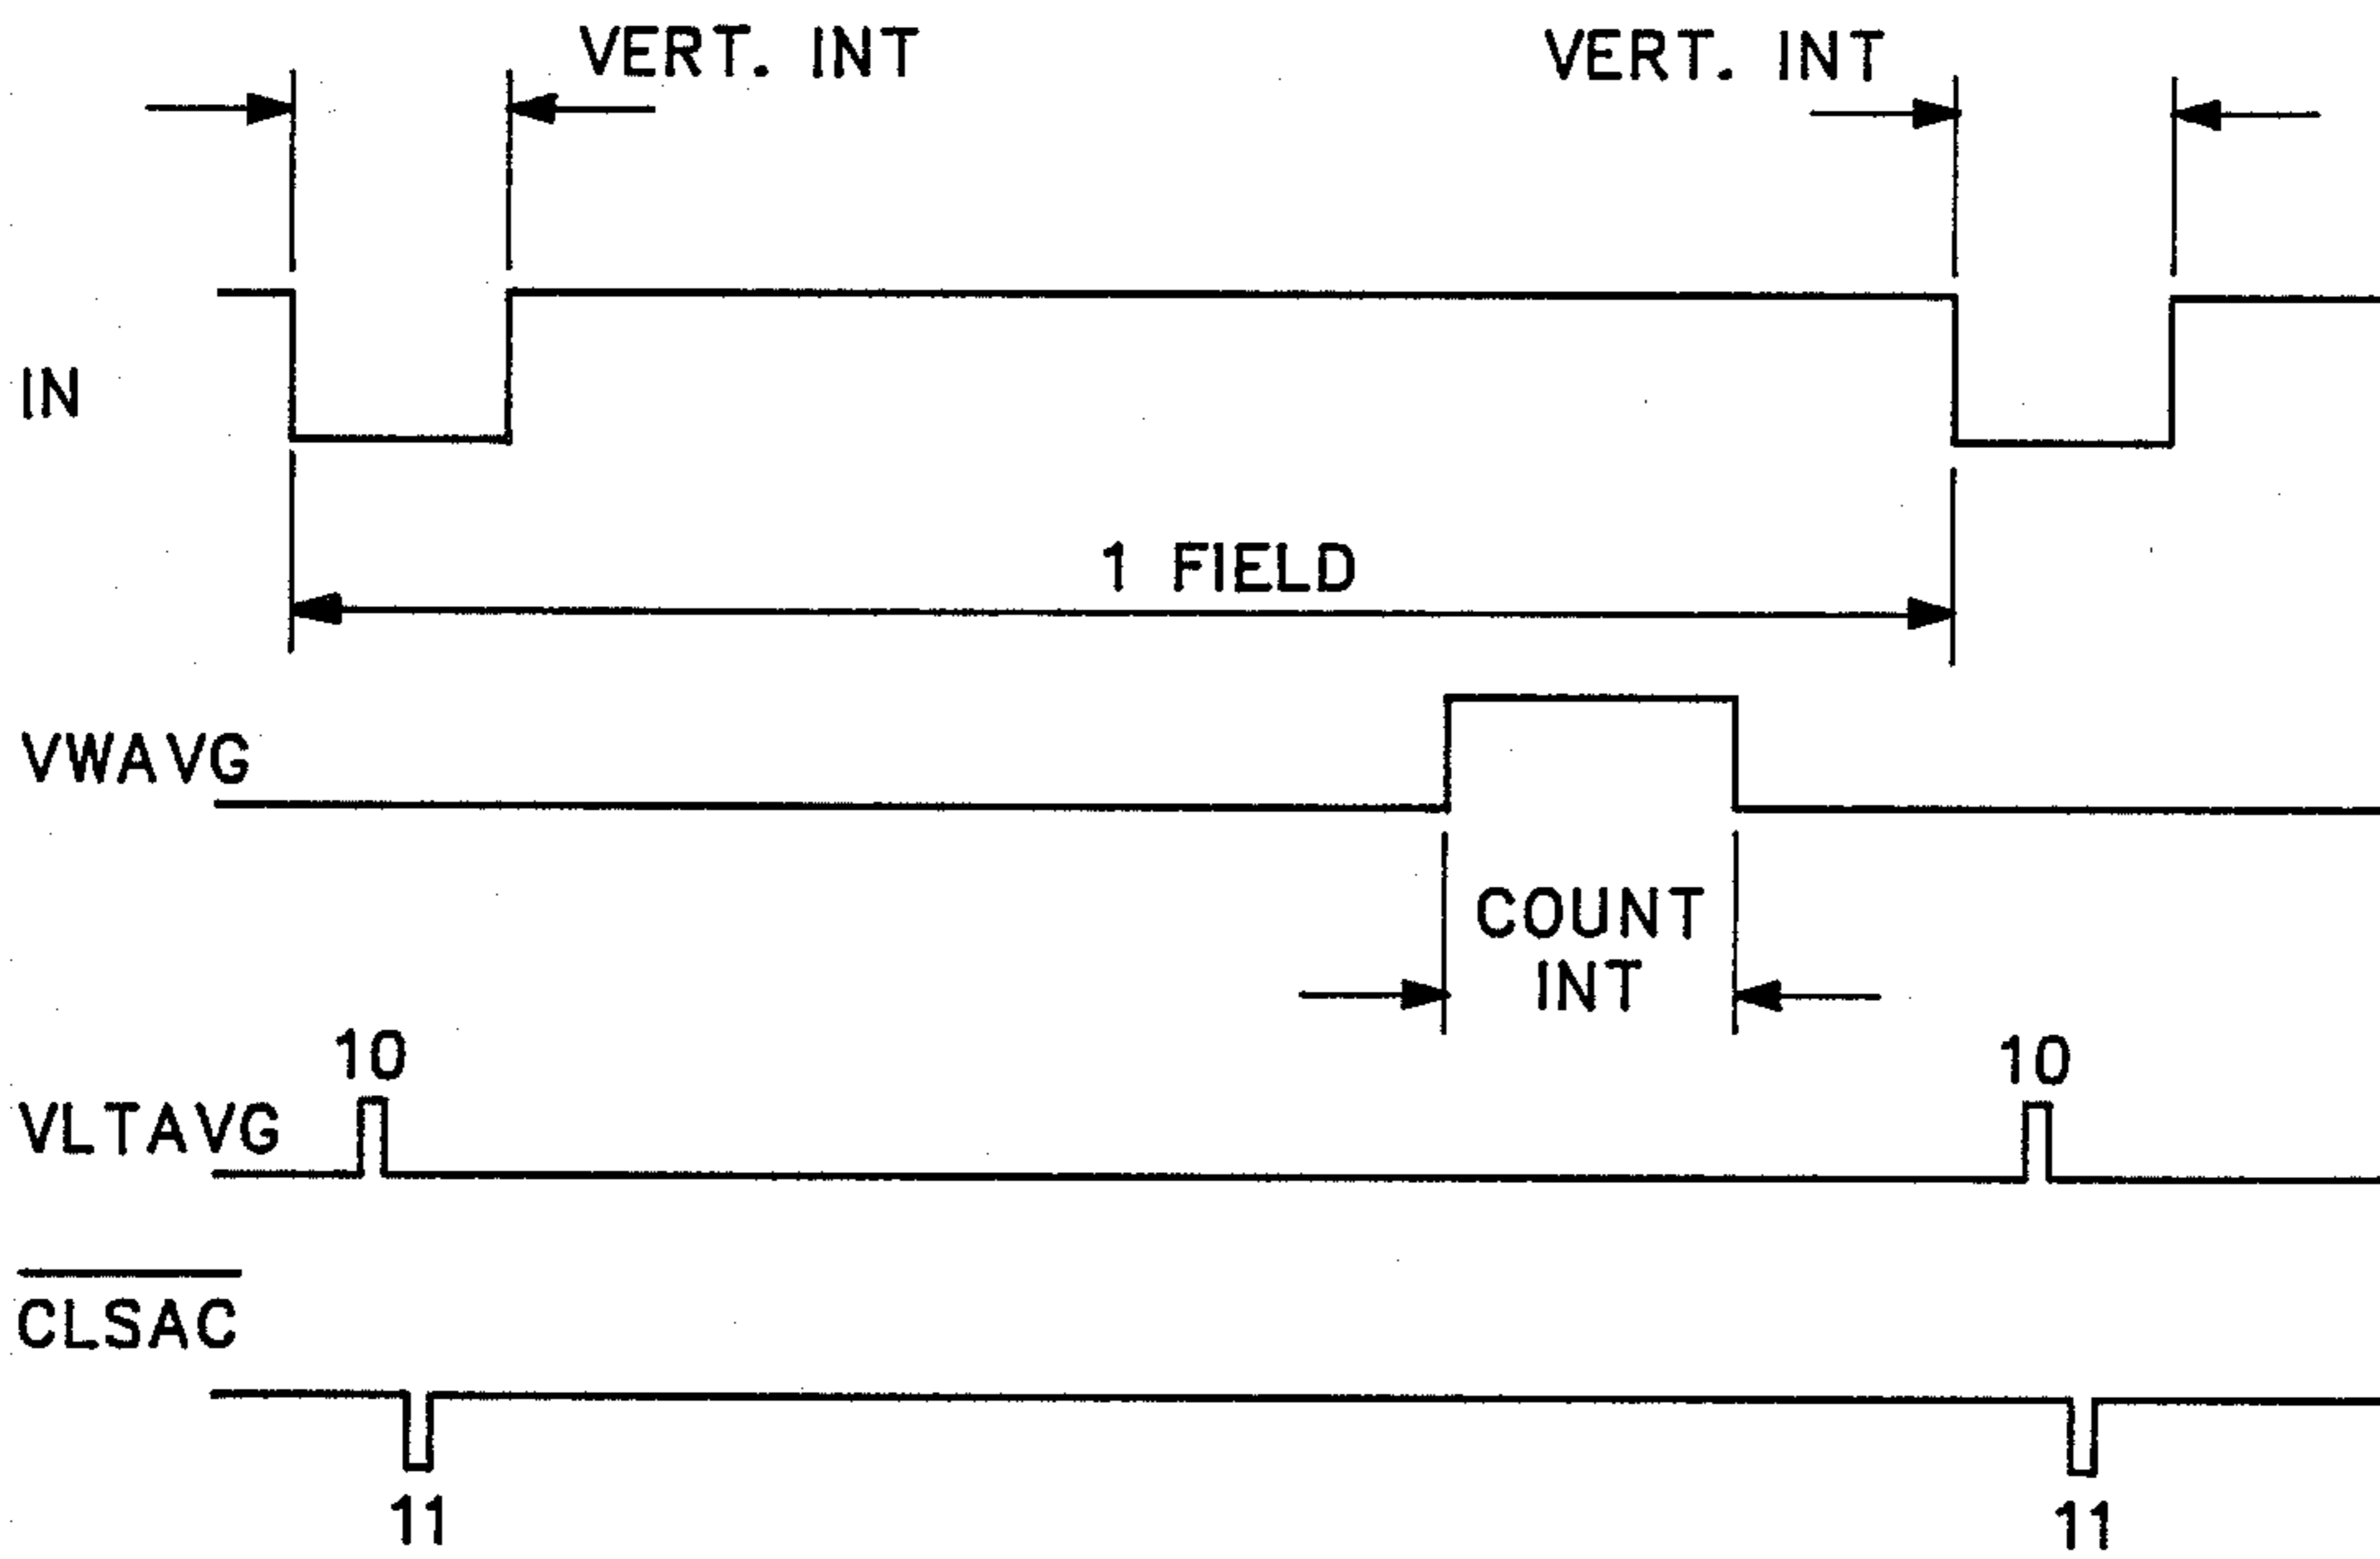 VERT. INT
VERT. INT
IN
1 FIELD
VWAVG
COUNT
INT
10
10
VLTAVG
CLSAC
11
11